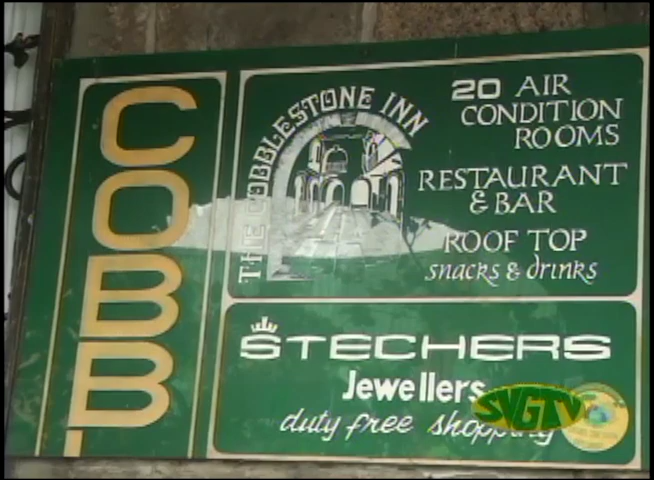 COBB
THE COBBLESTONE INN
20 AIR
CONDITION
ROOMS
RESTAURANT
& BAR
ROOF TOP
snacks & drinks
STECHERS
Jewellers
duty free shopping
SVGTV